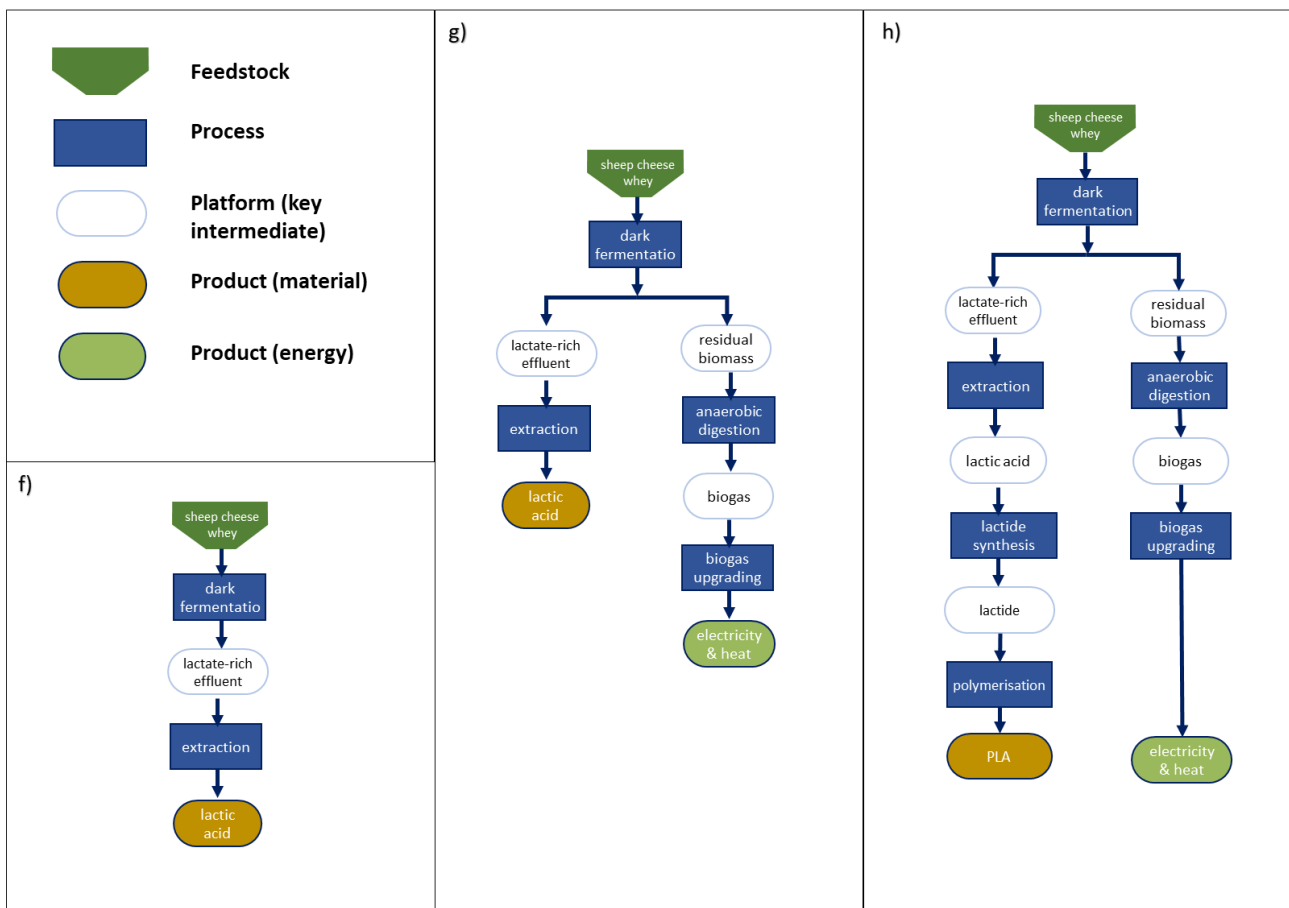 Feedstock
Process
Platform (key
intermediate)
Product (material)
Product (energy)
f)
sheep cheese
whey
dark
fermentatio
lactate-rich
effluent
extraction
lactic
acid
g)
sheep cheese
whey
dark
fermentatio
lactate-rich
effluent
extraction
lactic
acid
residual
biomass
anaerobic
digestion
biogas
biogas
upgrading
electricity
& heat
h)
sheep cheese
whey
dark
fermentation
lactate-rich
effluent
extraction
lactic acid
lactide
synthesis
lactide
polymerisation
PLA
residual
biomass
anaerobic
digestion
biogas
biogas
upgrading
electricity
& heat